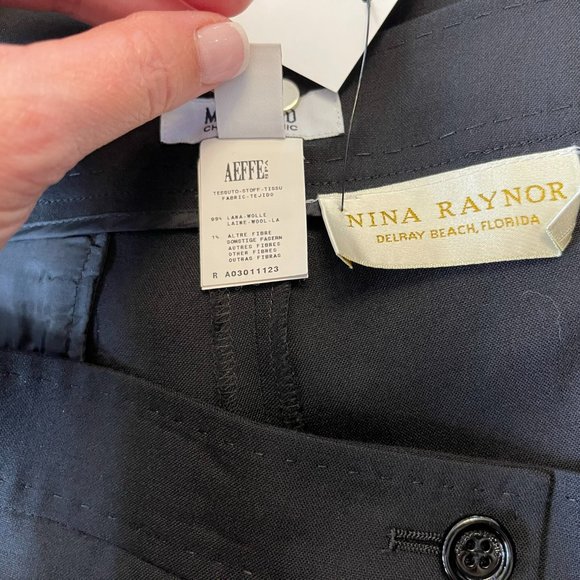 AEFFE
TESSUTO-STOFF-TISSU
FABRIC-TEJIDO
99% LANA-WOLLE
LAINE-WOOL-LA
1% ALTRE FIBRE
SONSTIGE FASERN
AUTRES FIBRES
OTHER FIBRES
OUTRAS FIBRAS
R A03011123
NINA RAYNOR
DELRAY BEACH, FLORIDA